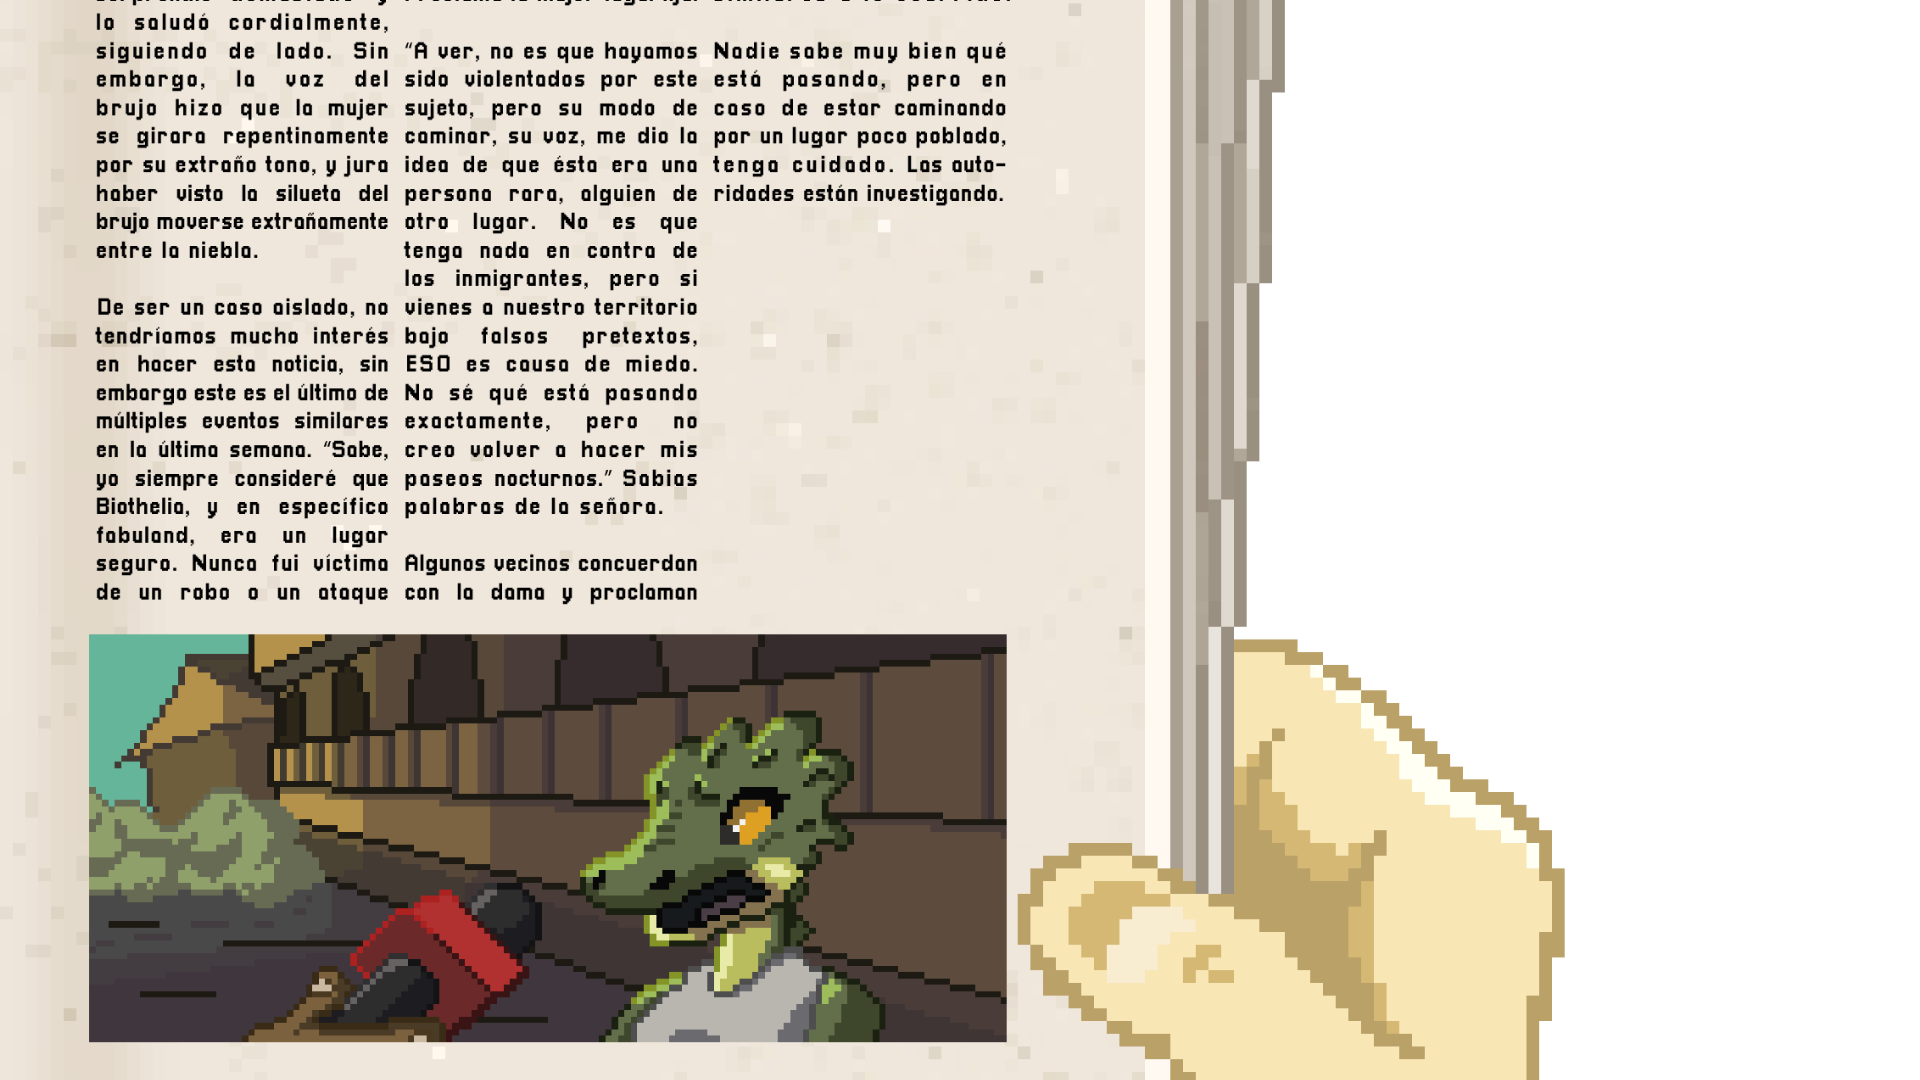 lo saludó cordialmente,
siguiendo de lado. Sin
embargo, la voz del
brujo hizo que la mujer
se girara repentinamente
por su extraño tono, y jura
haber visto la silueta del
brujo moverse extrañamente
entre la niebla.
De ser un caso aislado, no
tendríamos mucho interés
en hacer esta noticia, sin
embargo este es el último de
múltiples eventos similares
en la última semana. "Sabe,
yo siempre consideré que
Biothelia, y en específico
fabuland, era un lugar
seguro. Nunca fui víctima
de un robo o un ataque
"A ver, no es que hayamos
sido violentados por este
sujeto, pero su modo de
caminar, su voz, me dio la
idea de que ésta era una
persona rara, alguien de
otro lugar. No es que
tenga nada en contra de
los inmigrantes, pero si
vienes a nuestro territorio
bajo falsos pretextos,
ESO es causa de miedo.
No sé qué está pasando
exactamente, pero no
creo volver a hacer mis
paseos nocturnos." Sabias
palabras de la señora.
Algunos vecinos concuerdan
con la dama y proclaman
Nadie sabe muy bien qué
está pasando, pero en
caso de estar caminando
por un lugar poco poblado,
tenga cuidado. Las auto-
ridades están investigando.